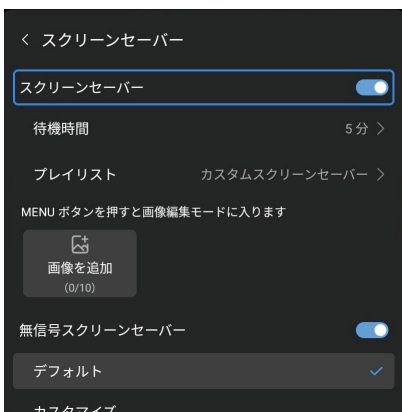 スクリーンセーバー
スクリーンセーバー
待機時間 5 分
プレイリスト カスタムスクリーンセーバー
MENU ボタンを押すと画像編集モードに入ります
画像を追加
(0/10)
無信号スクリーンセーバー
デフォルト
カスタマイズ